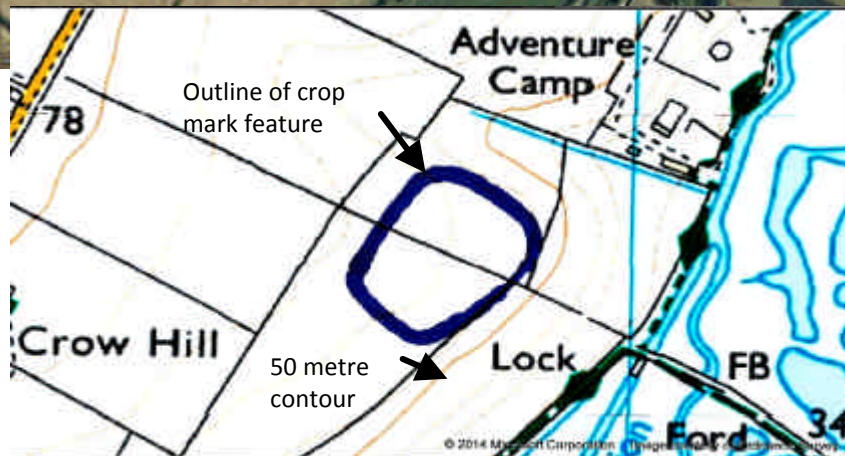 Adventure
Camp
Outline of crop
mark feature
78
Crow Hill
50 metre
contour
Lock
FB
Ford
34
© 2014 Microsoft Corporation